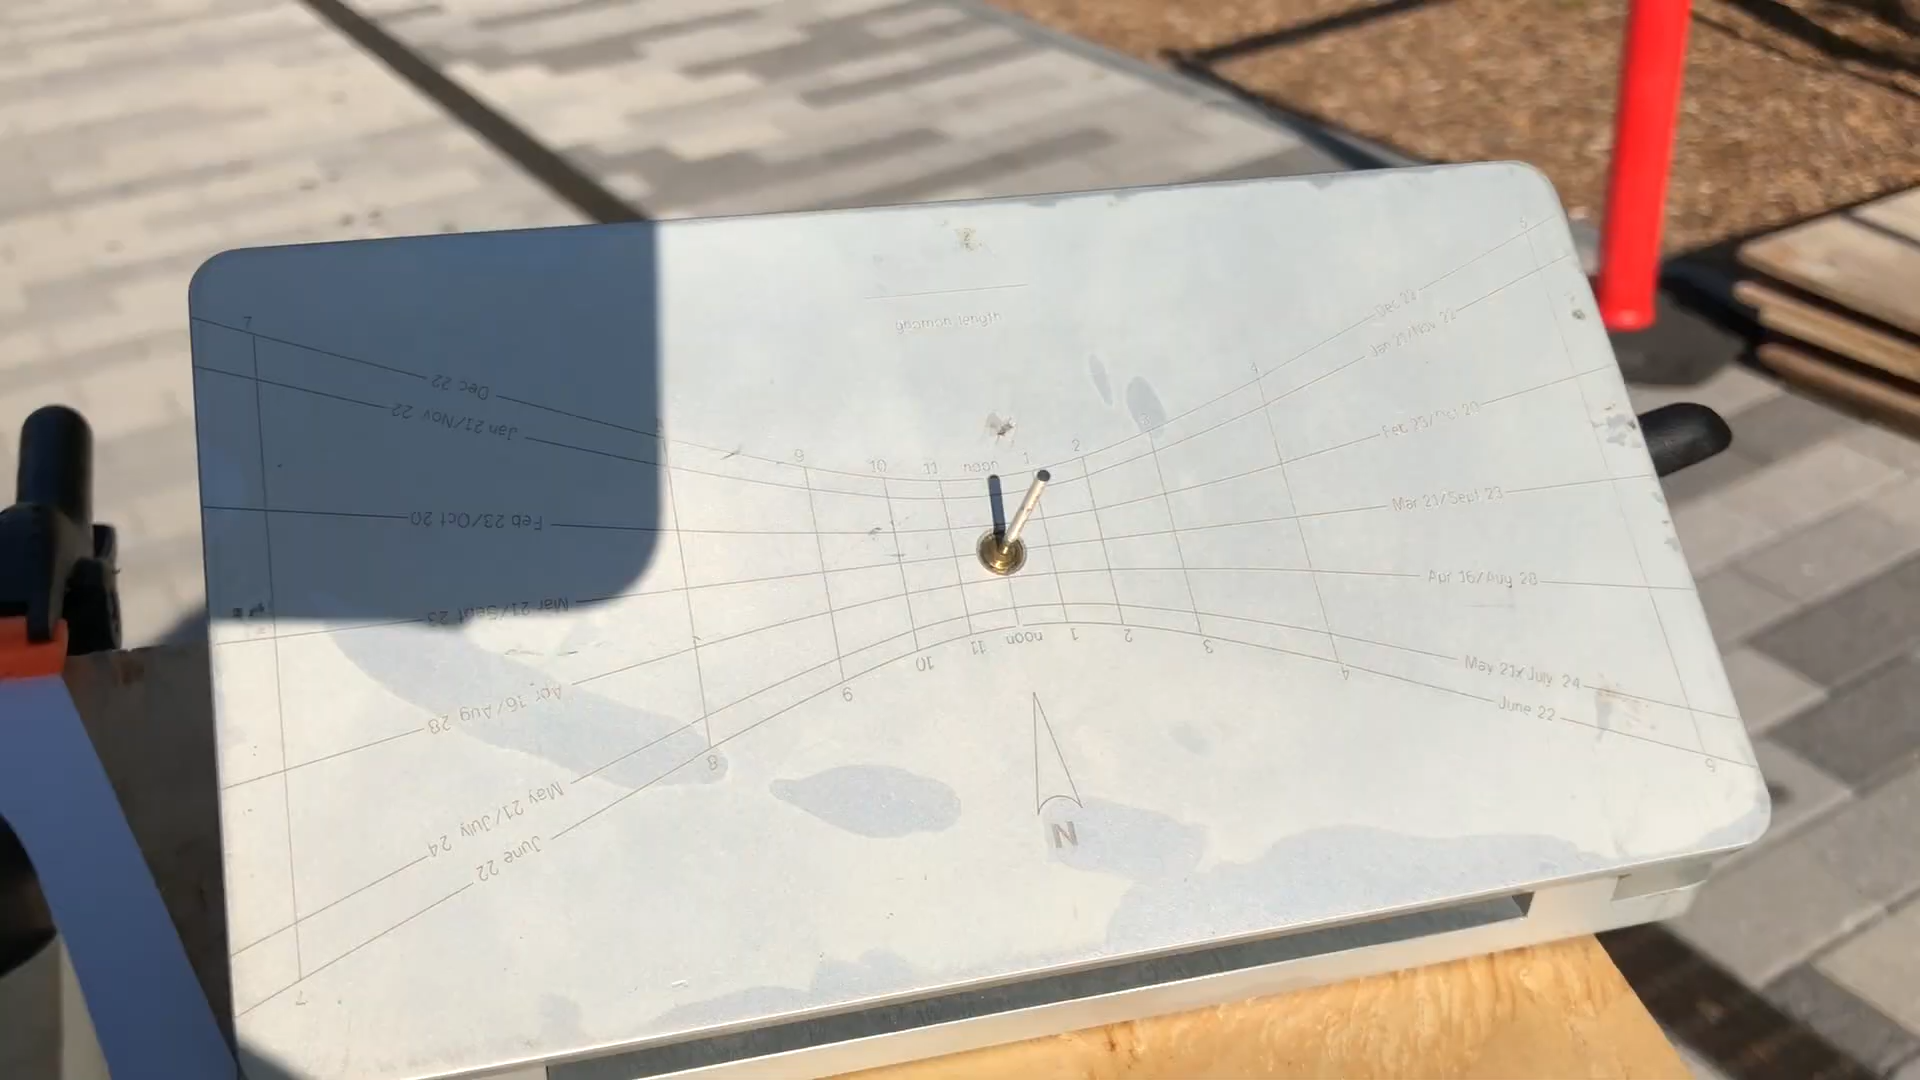 gnomon length
7
Dec 22
Jan 21/Nov 22
Feb 23/Oct 20
Mar 21/Sept 23
Apr 16/Aug 28
May 21/July 24
June 22
7
8
9
10
11
noon
1
2
3
4
5
9
10
11
noon
1
2
4
5
Dec 22
Jan 21/Nov 22
Feb 23/Oct 20
Mar 21/Sept 23
Apr 16/Aug 28
May 21/July 24
June 22
N